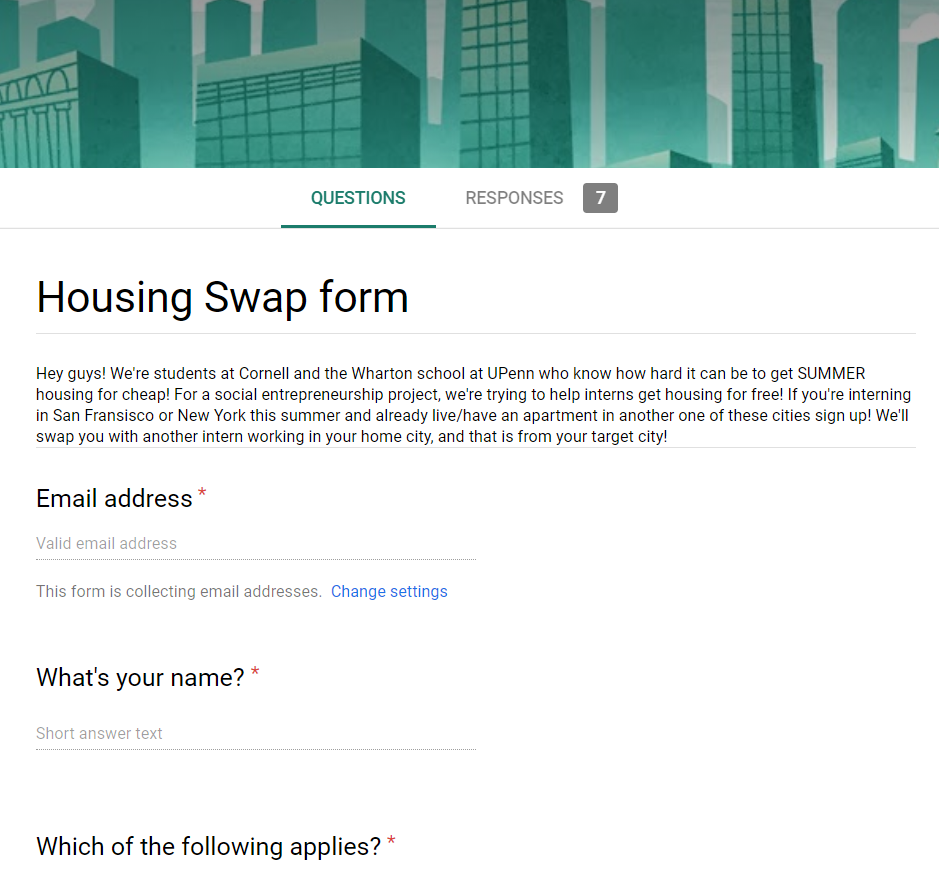 QUESTIONS RESPONSES 7
Housing Swap form
Hey guys! We're students at Cornell and the Wharton school at UPenn who know how hard it can be to get SUMMER
housing for cheap! For a social entrepreneurship project, we're trying to help interns get housing for free! If you're interning
in San Fransisco or New York this summer and already live/have an apartment in another one of these cities sign up! We'll
swap you with another intern working in your home city, and that is from your target city!
Email address *
Valid email address
This form is collecting email addresses. Change settings
What's your name? *
Short answer text
Which of the following applies? *